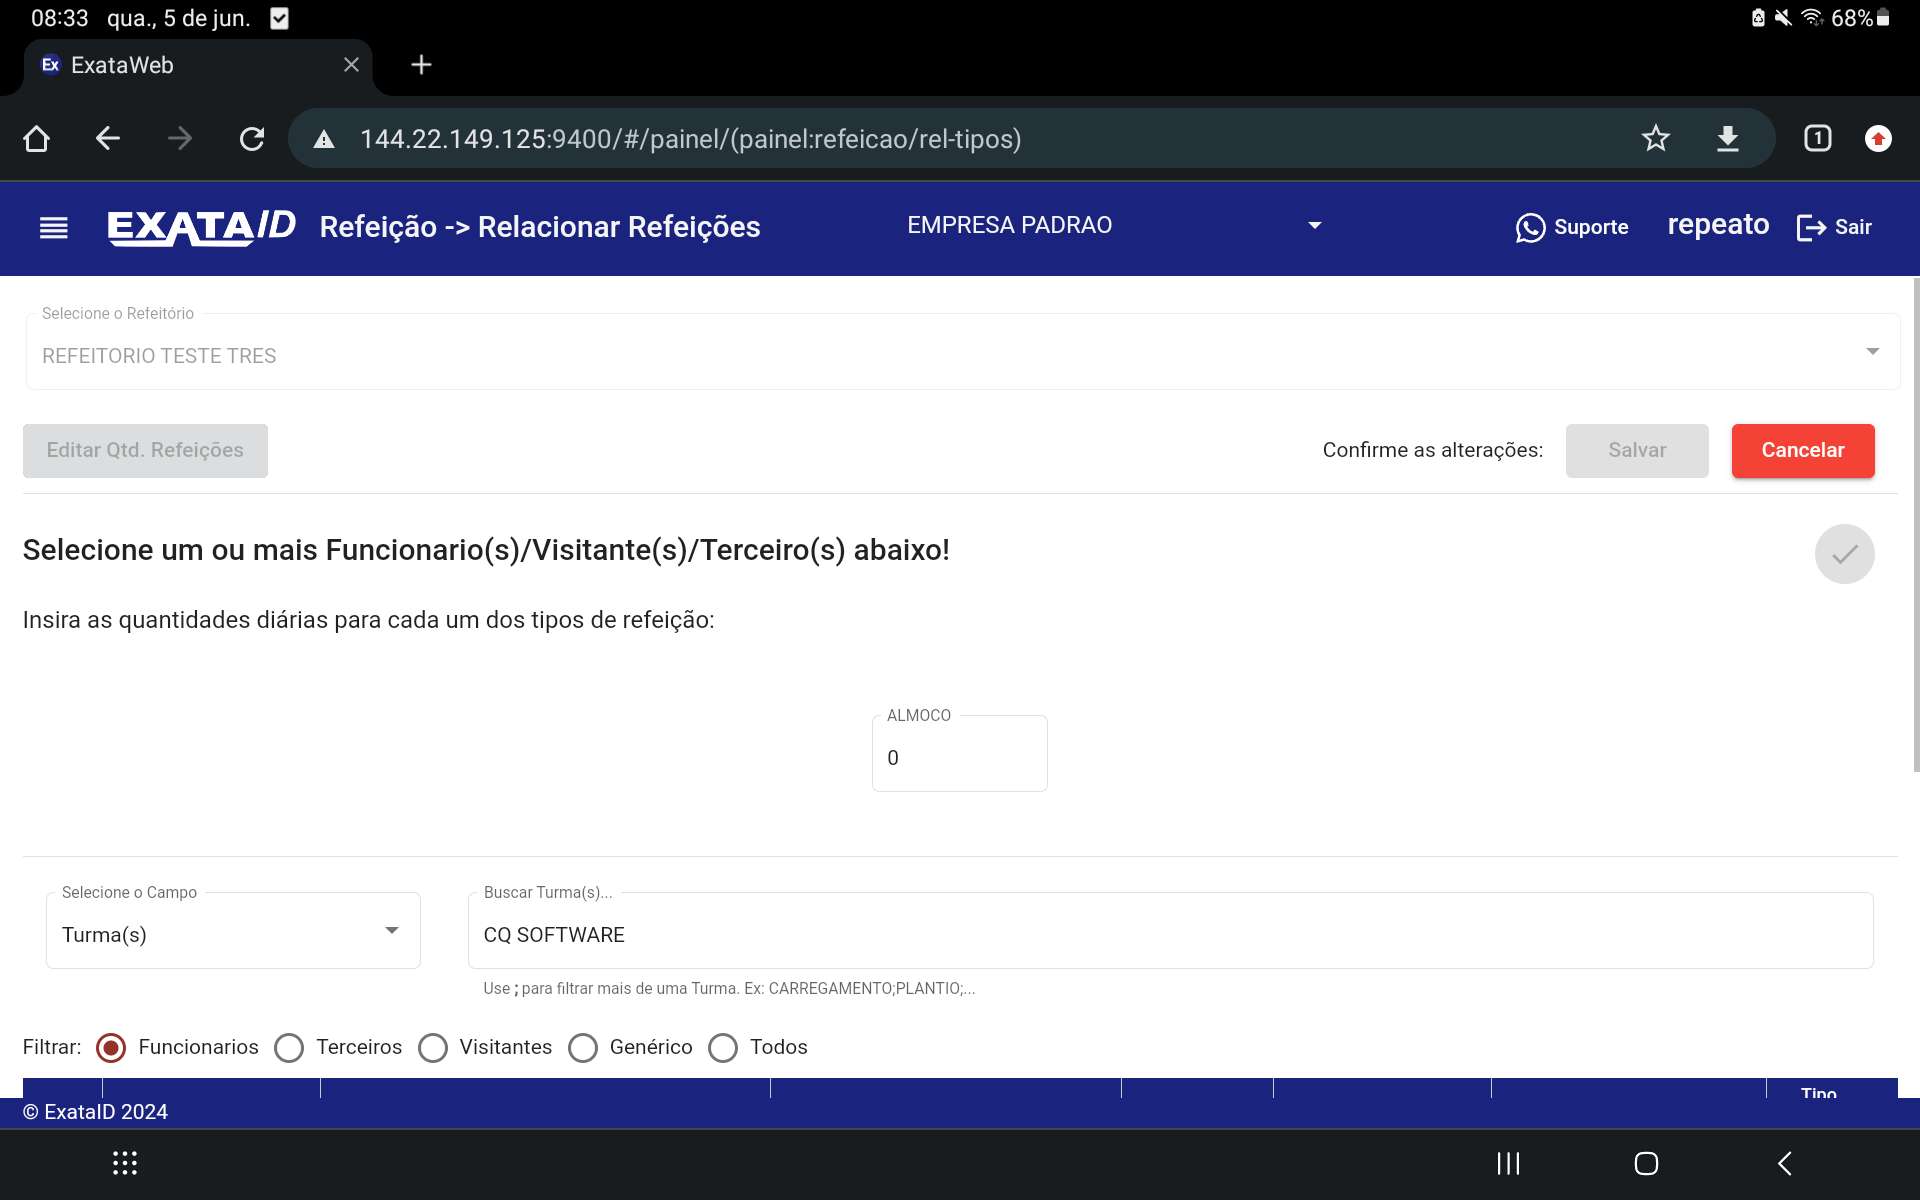 08:33 qua., 5 de jun. 68%
Ex ExataWeb
144.22.149.125:9400/#/painel/(painel:refeicao/rel-tipos) 1
EXATA/D Refeição -> Relacionar Refeições EMPRESA PADRAO Suporte repeato Sair
Selecione o Refeitório
REFEITORIO TESTE TRES
Editar Qtd. Refeições Confirme as alterações: Salvar Cancelar
Selecione um ou mais Funcionario(s)/Visitante(s)/Terceiro(s) abaixo!
Insira as quantidades diárias para cada um dos tipos de refeição:
ALMOCO
0
Selecione o Campo Buscar Turma(s)...
Turma(s) CQ SOFTWARE
Use ; para filtrar mais de uma Turma. Ex: CARREGAMENTO;PLANTIO;...
Filtrar: Funcionarios Terceiros Visitantes Genérico Todos
Tipo
© ExataID 2024